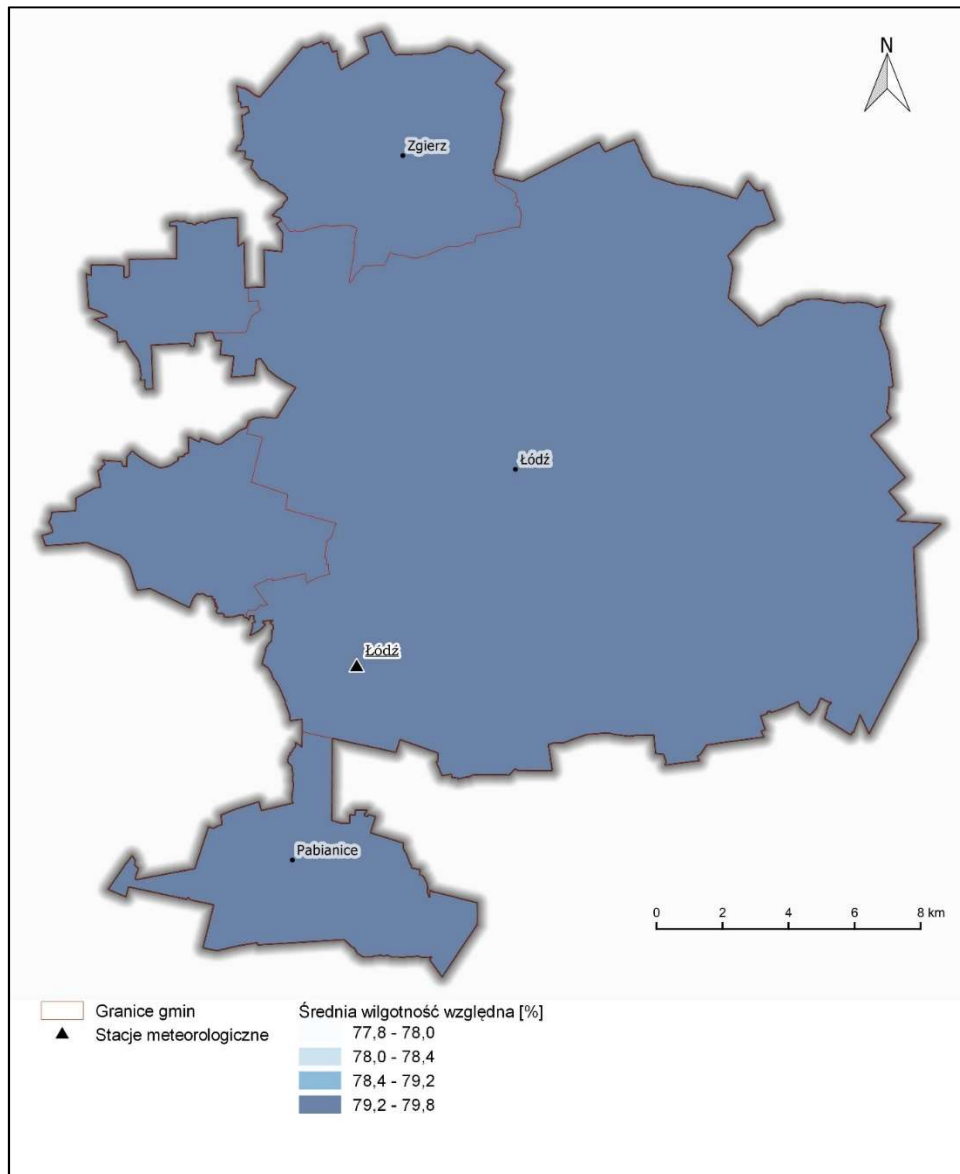 N
Zgierz
Łódź
Łódź
Pabianice
0 2 4 6 8 km
Granice gmin
Stacje meteorologiczne
Średnia wilgotność względna [%]
77,8 - 78,0
78,0 - 78,4
78,4 - 79,2
79,2 - 79,8